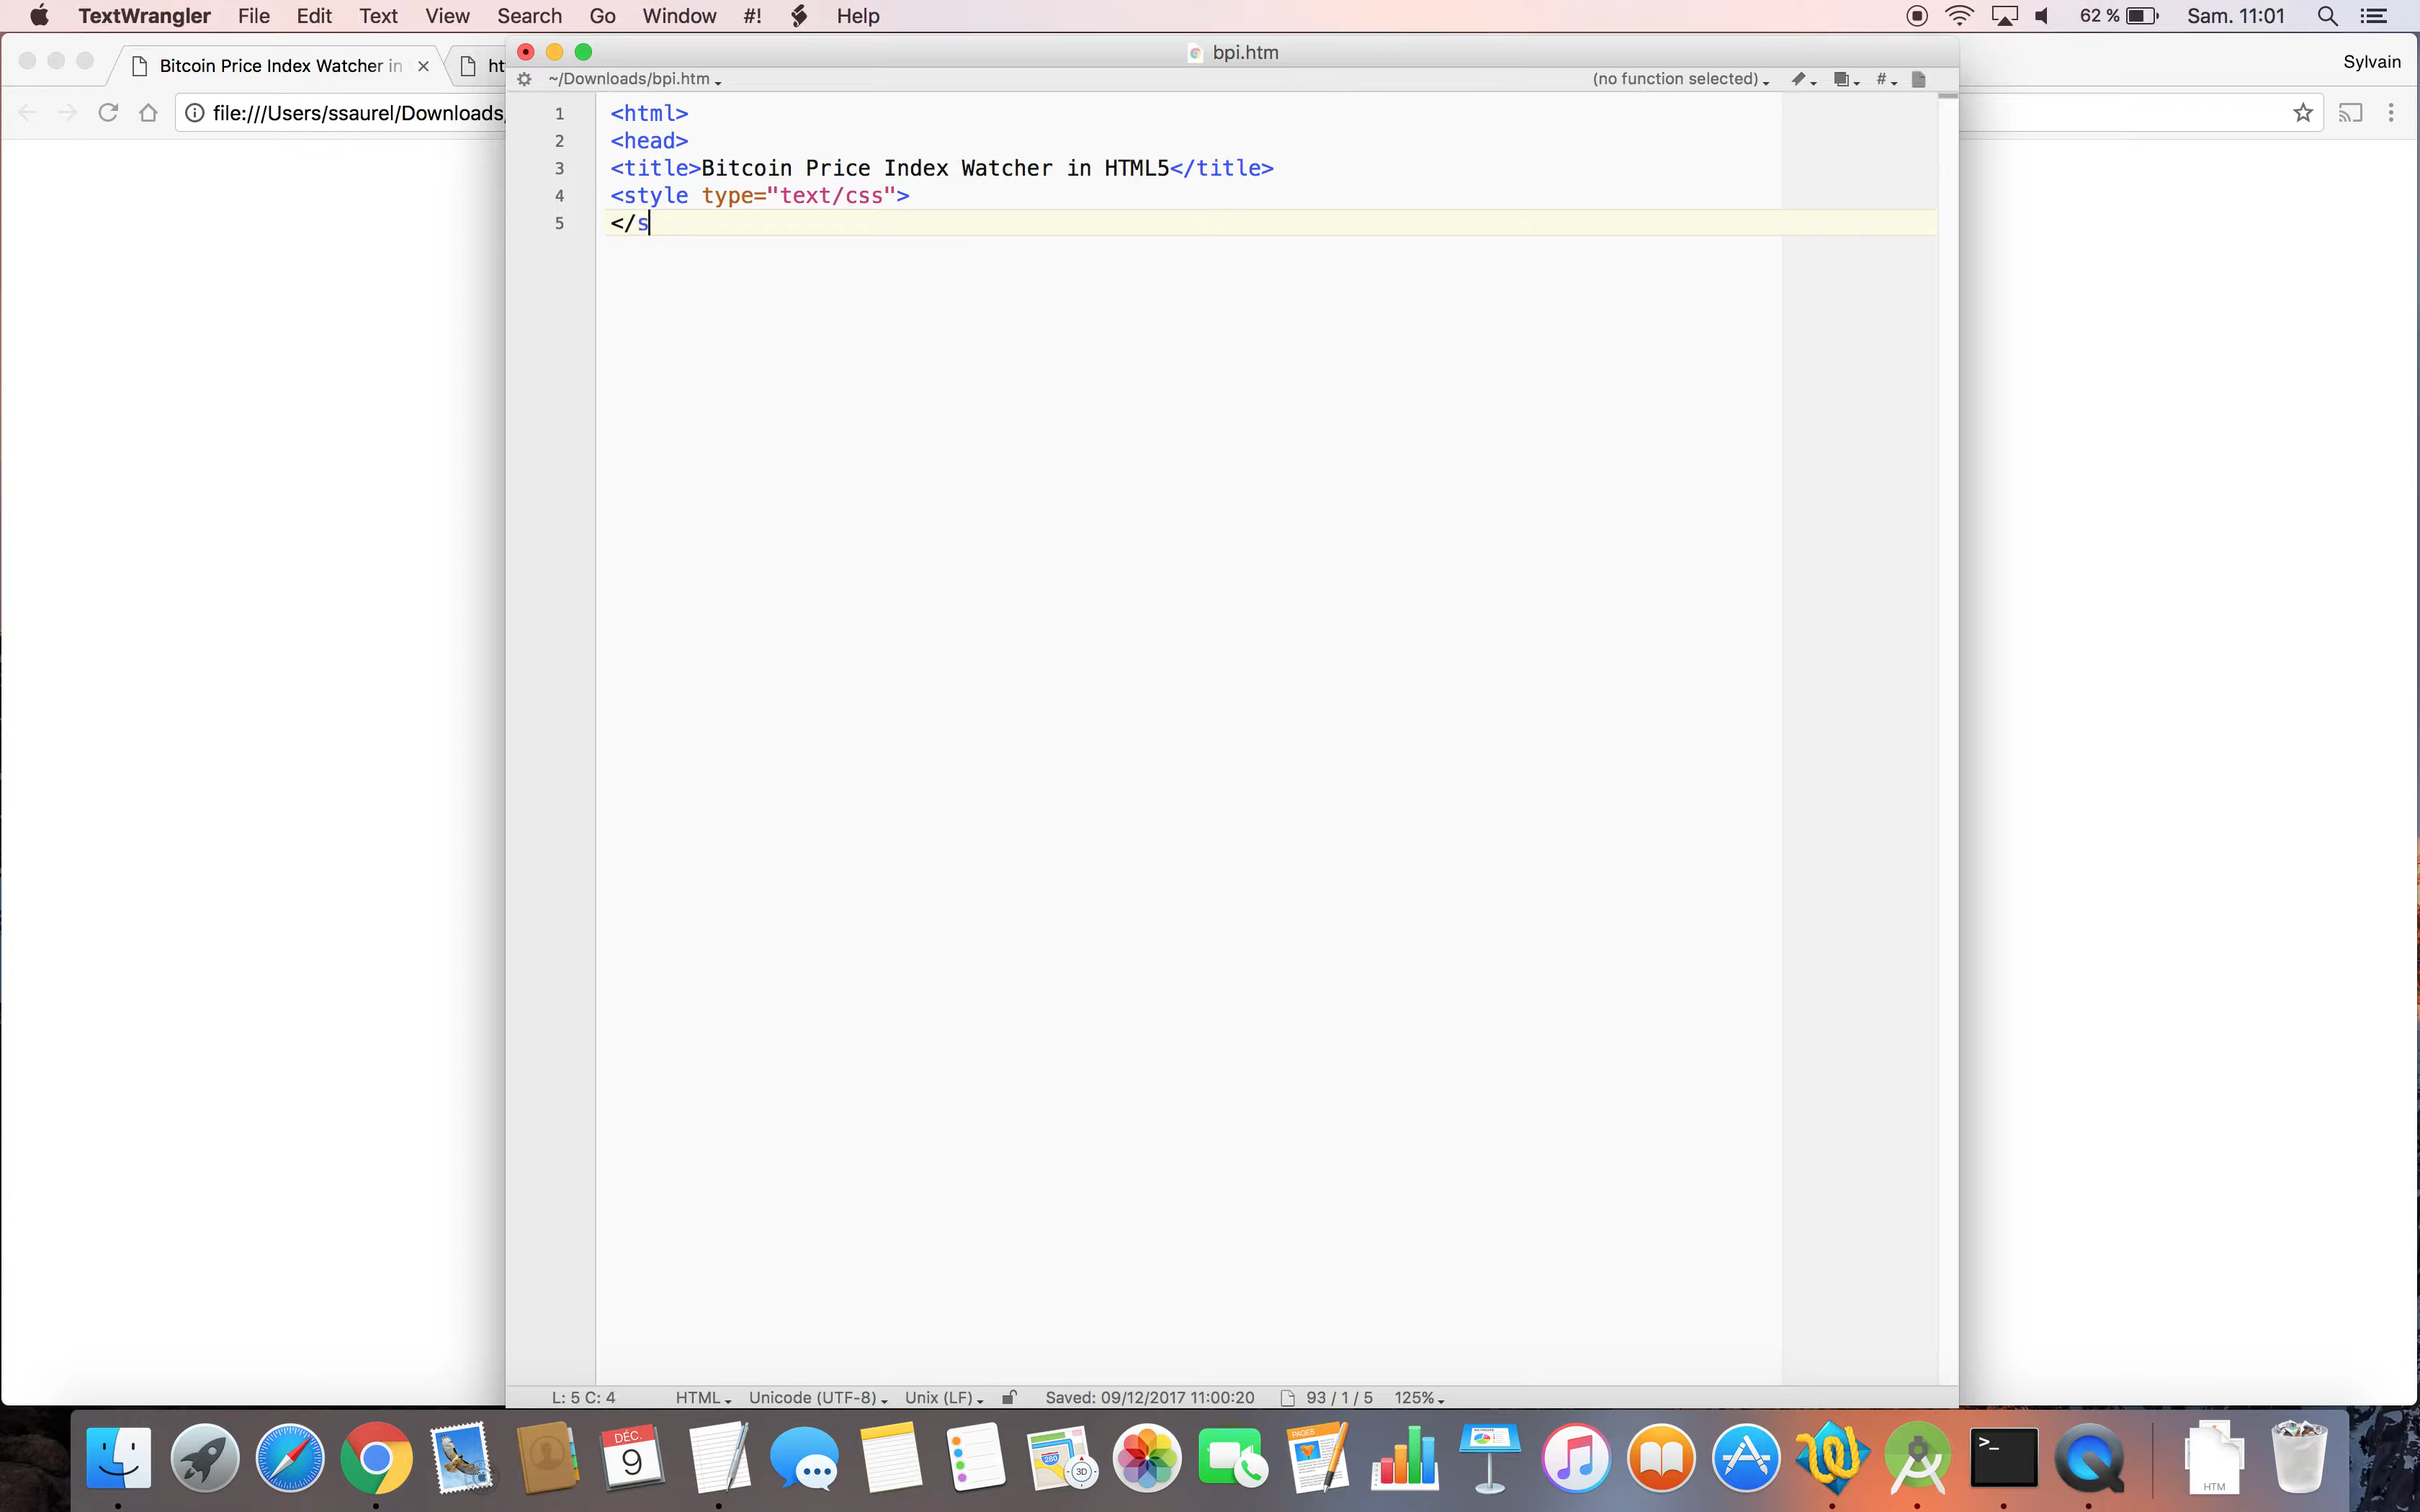 TextWrangler File Edit Text View Search Go Window #! Help 62 % Sam. 11:01
Bitcoin Price Index Watcher in
Sylvain
file:///Users/ssaurel/Downloads
bpi.htm
~/Downloads/bpi.htm (no function selected) #
1 <html>
2 <head>
3 <title>Bitcoin Price Index Watcher in HTML5</title>
4 <style type="text/css">
5 </s
L: 5 C: 4 HTML Unicode (UTF-8) Unix (LF) Saved: 09/12/2017 11:00:20 93 / 1 / 5 125%
DÉC.
9
280
3D
PAGES
>_
HTM